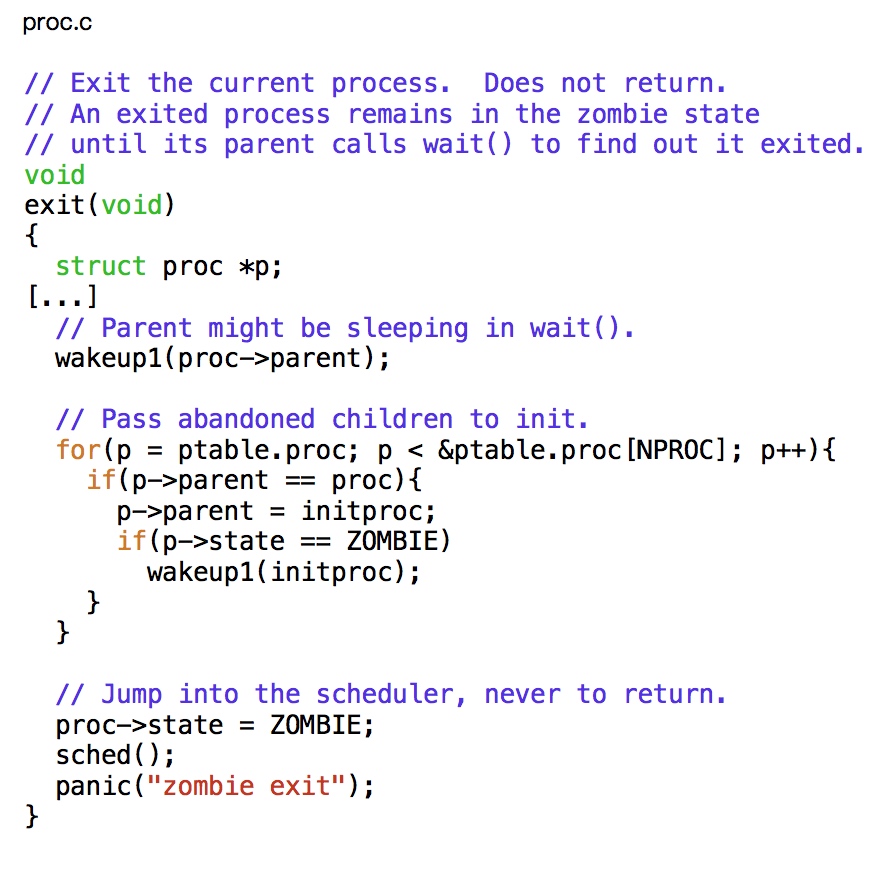 proc.c
// Exit the current process.  Does not return.
// An exited process remains in the zombie state
// until its parent calls wait() to find out it exited.
void
exit(void)
{
  struct proc *p;
[...]
  // Parent might be sleeping in wait().
  wakeup1(proc->parent);

  // Pass abandoned children to init.
  for(p = ptable.proc; p < &ptable.proc[NPROC]; p++){
    if(p->parent == proc){
      p->parent = initproc;
      if(p->state == ZOMBIE)
        wakeup1(initproc);
    }
  }

  // Jump into the scheduler, never to return.
  proc->state = ZOMBIE;
  sched();
  panic("zombie exit");
}